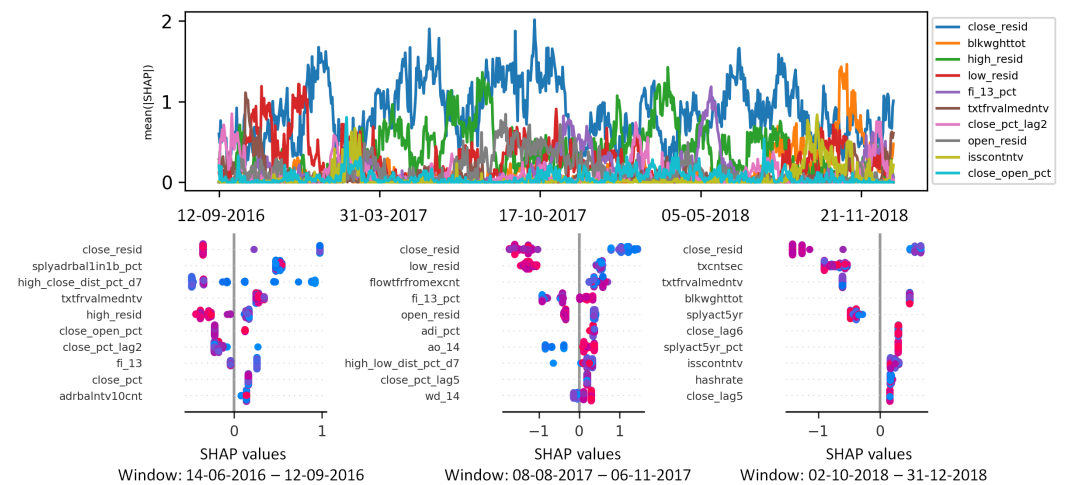 mean(|SHAP|)
2
1
0
12-09-2016 31-03-2017 17-10-2017 05-05-2018 21-11-2018
close_resid
blkwghttot
high_resid
low_resid
fi_13_pct
txtfrvalmedntv
close_pct_lag2
open_resid
isscontntv
close_open_pct
close_resid
splyadrbal1in1b_pct
high_close_dist_pct_d7
txtfrvalmedntv
high_resid
close_open_pct
close_pct_lag2
fi_13
close_pct
adrbalntv10cnt
0 1
SHAP values
Window: 14-06-2016 – 12-09-2016
close_resid
low_resid
flowtfrfromexcnt
fi_13_pct
open_resid
adi_pct
ao_14
high_low_dist_pct_d7
close_pct_lag5
wd_14
−1 0 1
SHAP values
Window: 08-08-2017 – 06-11-2017
close_resid
txcntsec
txtfrvalmedntv
blkwghttot
splyact5yr
close_lag6
splyact5yr_pct
isscontntv
hashrate
close_lag5
−1 0
SHAP values
Window: 02-10-2018 – 31-12-2018